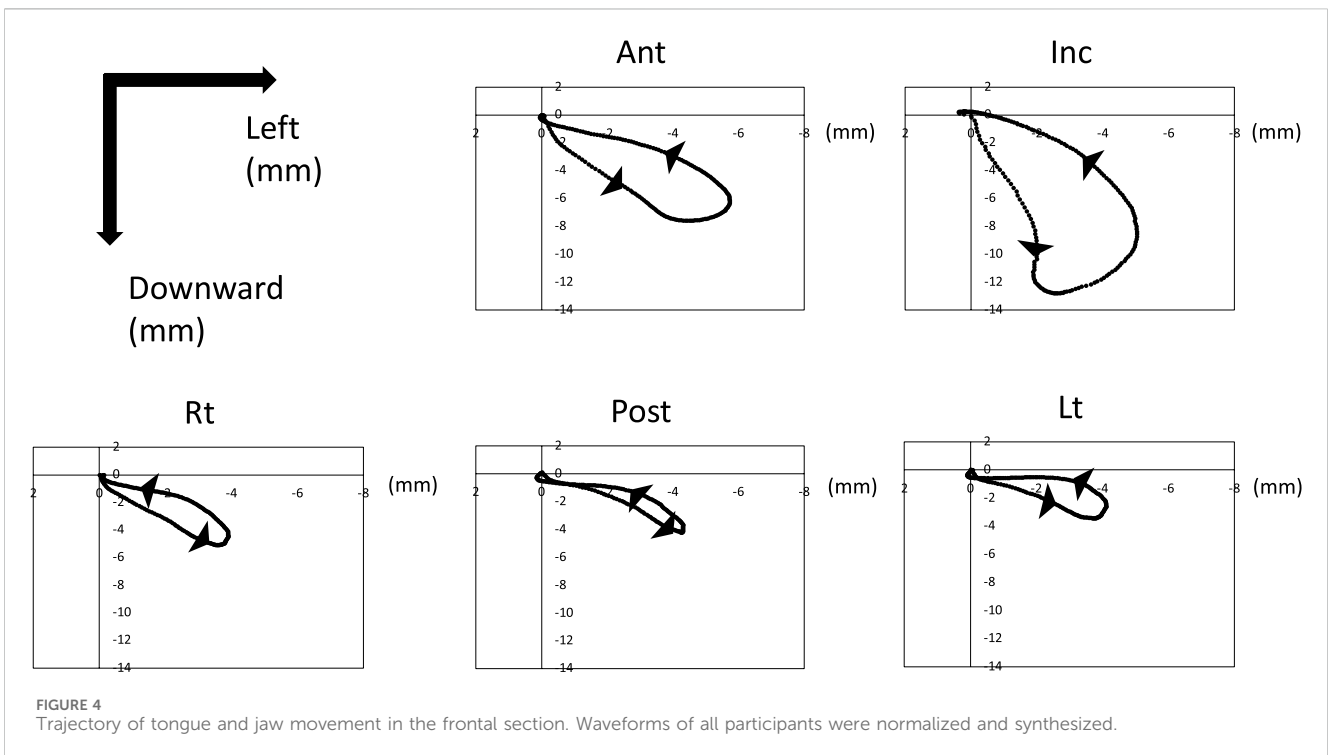 Left
(mm)
Downward
(mm)
Ant
2
0
2 0 -2 -4 -6 -8 (mm)
-2
-4
-6
-8
-10
-12
-14
Inc
2
0
2 0 -2 -4 -6 -8 (mm)
-2
-4
-6
-8
-10
-12
-14
Rt
2
0
2 0 -2 -4 -6 -8 (mm)
-2
-4
-6
-8
-10
-12
-14
Post
2
0
2 0 -2 -4 -6 -8 (mm)
-2
-4
-6
-8
-10
-12
-14
Lt
2
0
2 0 -2 -4 -6 -8 (mm)
-2
-4
-6
-8
-10
-12
-14
FIGURE 4
Trajectory of tongue and jaw movement in the frontal section. Waveforms of all participants were normalized and synthesized.